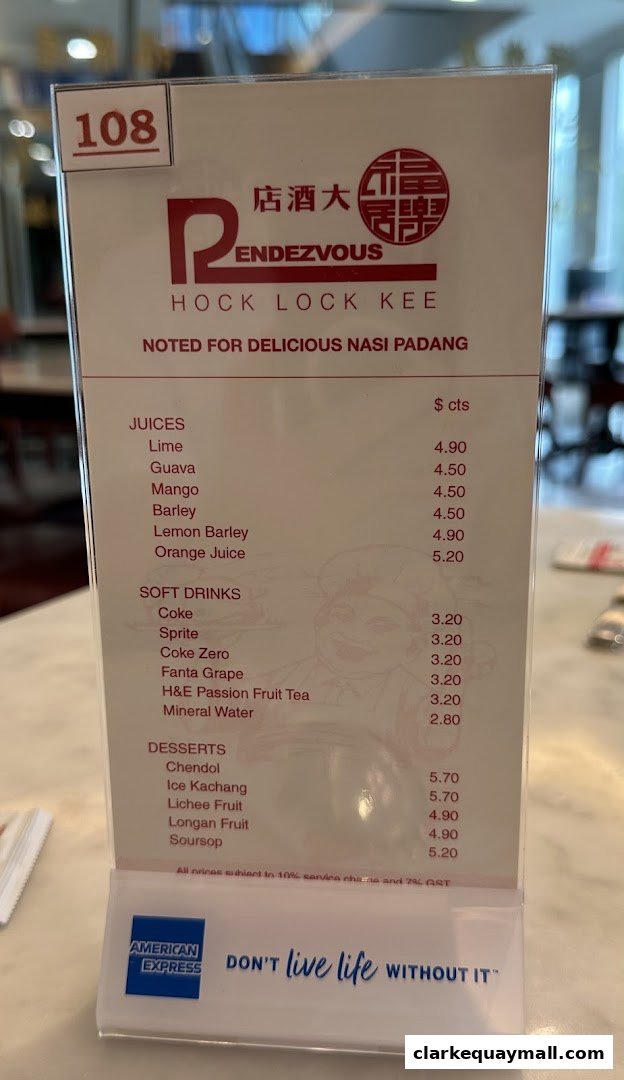 108
店酒大
福樂居
RENDEZVOUS
HOCK LOCK KEE
NOTED FOR DELICIOUS NASI PADANG
$ cts
JUICES
Lime 4.90
Guava 4.50
Mango 4.50
Barley 4.50
Lemon Barley 4.90
Orange Juice 5.20
SOFT DRINKS
Coke 3.20
Sprite 3.20
Coke Zero 3.20
Fanta Grape 3.20
H&E Passion Fruit Tea 3.20
Mineral Water 2.80
DESSERTS
Chendol 5.70
Ice Kachang 5.70
Lichee Fruit 4.90
Longan Fruit 4.90
Soursop 5.20
All prices subject to 10% service charge and 7% GST
AMERICAN
EXPRESS
DON'T live life WITHOUT IT™
clarkequaymall.com